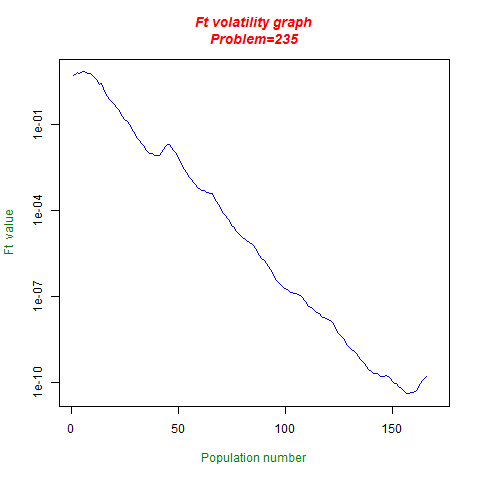 Ft volatility graph
Problem=235
Ft value
1e-01
1e-04
1e-07
1e-10
0 50 100 150
Population number